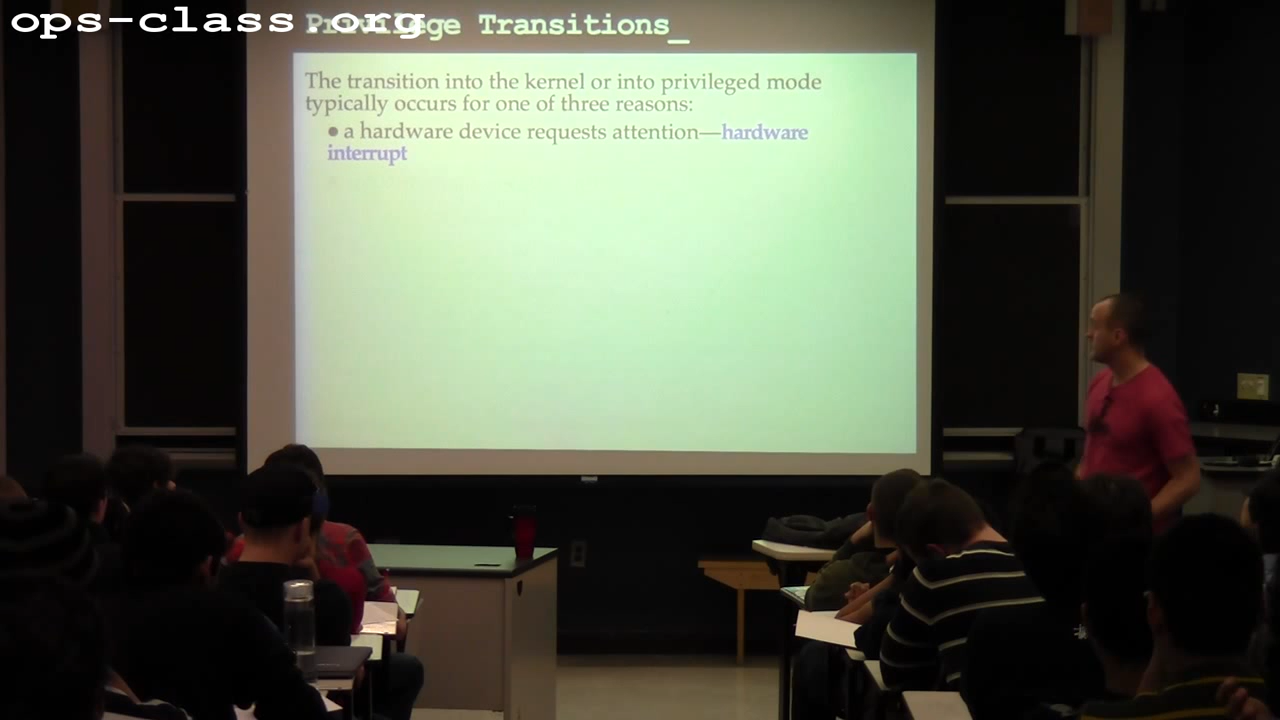 ops-class.org
Privilege Transitions_
The transition into the kernel or into privileged mode
typically occurs for one of three reasons:
● a hardware device requests attention—hardware
interrupt